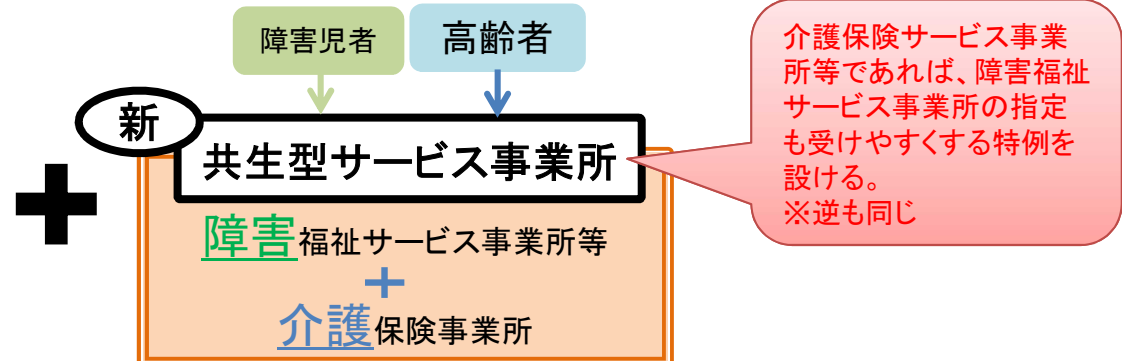 障害児者
高齢者
新
共生型サービス事業所
障害福祉サービス事業所等
+
介護保険事業所
介護保険サービス事業
所等であれば、障害福祉
サービス事業所の指定
も受けやすくする特例を
設ける。
※逆も同じ